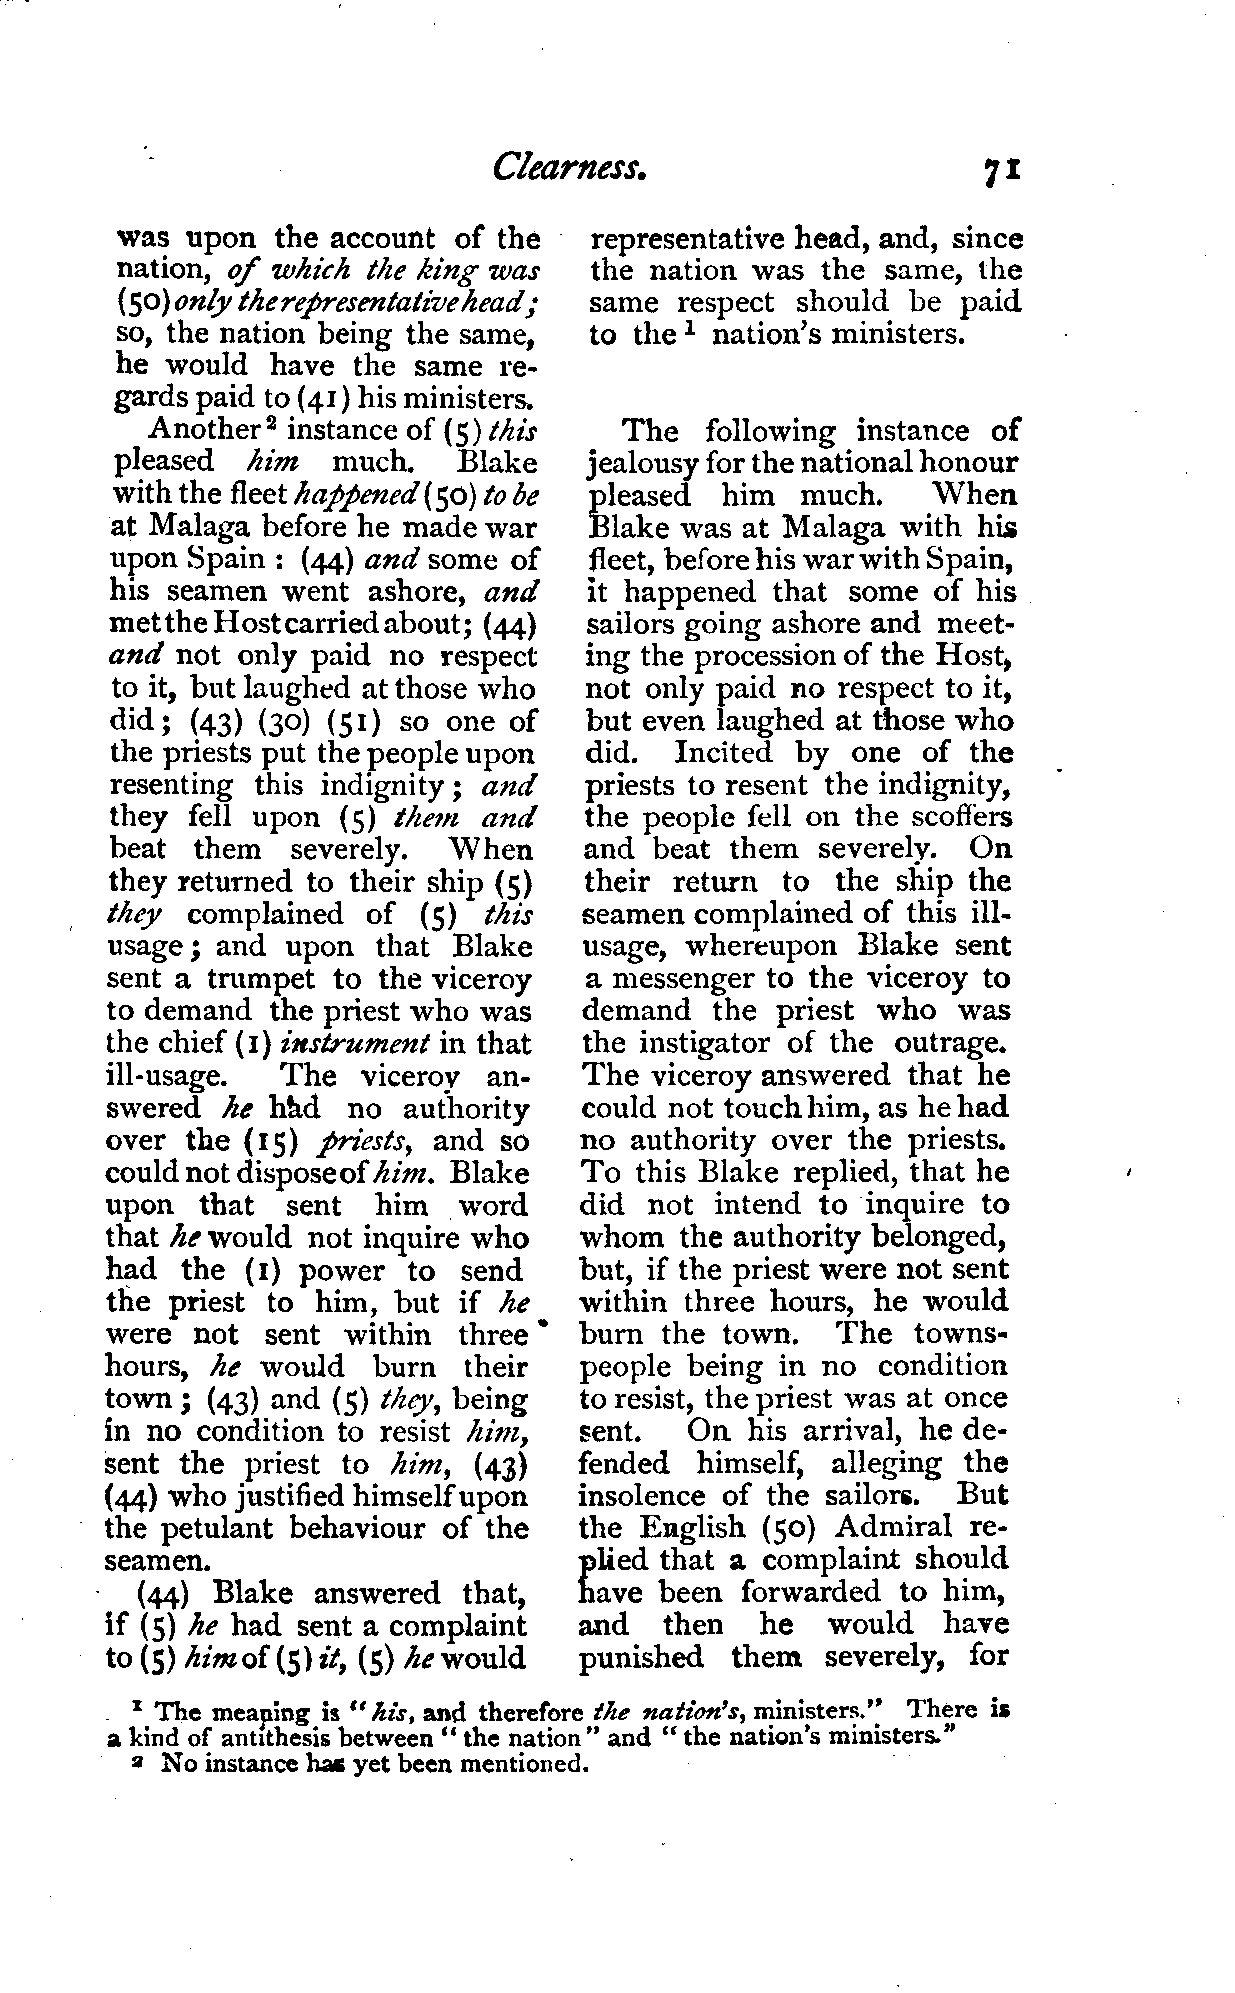 Clearness. 71
was upon the account of the
nation, of which the king was
(50) only the representative head;
so, the nation being the same,
he would have the same re-
gards paid to (41) his ministers.
Another² instance of (5) this
pleased him much. Blake
with the fleet happened (50) to be
at Malaga before he made war
upon Spain : (44) and some of
his seamen went ashore, and
met the Host carried about; (44)
and not only paid no respect
to it, but laughed at those who
did; (43) (30) (51) so one of
the priests put the people upon
resenting this indignity; and
they fell upon (5) them and
beat them severely. When
they returned to their ship (5)
they complained of (5) this
usage; and upon that Blake
sent a trumpet to the viceroy
to demand the priest who was
the chief (1) instrument in that
ill-usage. The viceroy an-
swered he had no authority
over the (15) priests, and so
could not dispose of him. Blake
upon that sent him word
that he would not inquire who
had the (1) power to send
the priest to him, but if he
were not sent within three
hours, he would burn their
town; (43) and (5) they, being
in no condition to resist him,
sent the priest to him, (43)
(44) who justified himself upon
the petulant behaviour of the
seamen.
(44) Blake answered that,
if (5) he had sent a complaint
to (5) him of (5) it, (5) he would
representative head, and, since
the nation was the same, the
same respect should be paid
to the ¹ nation's ministers.
The following instance of
jealousy for the national honour
pleased him much. When
Blake was at Malaga with his
fleet, before his war with Spain,
it happened that some of his
sailors going ashore and meet-
ing the procession of the Host,
not only paid no respect to it,
but even laughed at those who
did. Incited by one of the
priests to resent the indignity,
the people fell on the scoffers
and beat them severely. On
their return to the ship the
seamen complained of this ill-
usage, whereupon Blake sent
a messenger to the viceroy to
demand the priest who was
the instigator of the outrage.
The viceroy answered that he
could not touch him, as he had
no authority over the priests.
To this Blake replied, that he
did not intend to inquire to
whom the authority belonged,
but, if the priest were not sent
within three hours, he would
burn the town. The towns-
people being in no condition
to resist, the priest was at once
sent. On his arrival, he de-
fended himself, alleging the
insolence of the sailors. But
the English (50) Admiral re-
plied that a complaint should
have been forwarded to him,
and then he would have
punished them severely, for
¹ The meaning is "his, and therefore the nation's, ministers." There is
a kind of antithesis between "the nation" and "the nation's ministers."
² No instance has yet been mentioned.